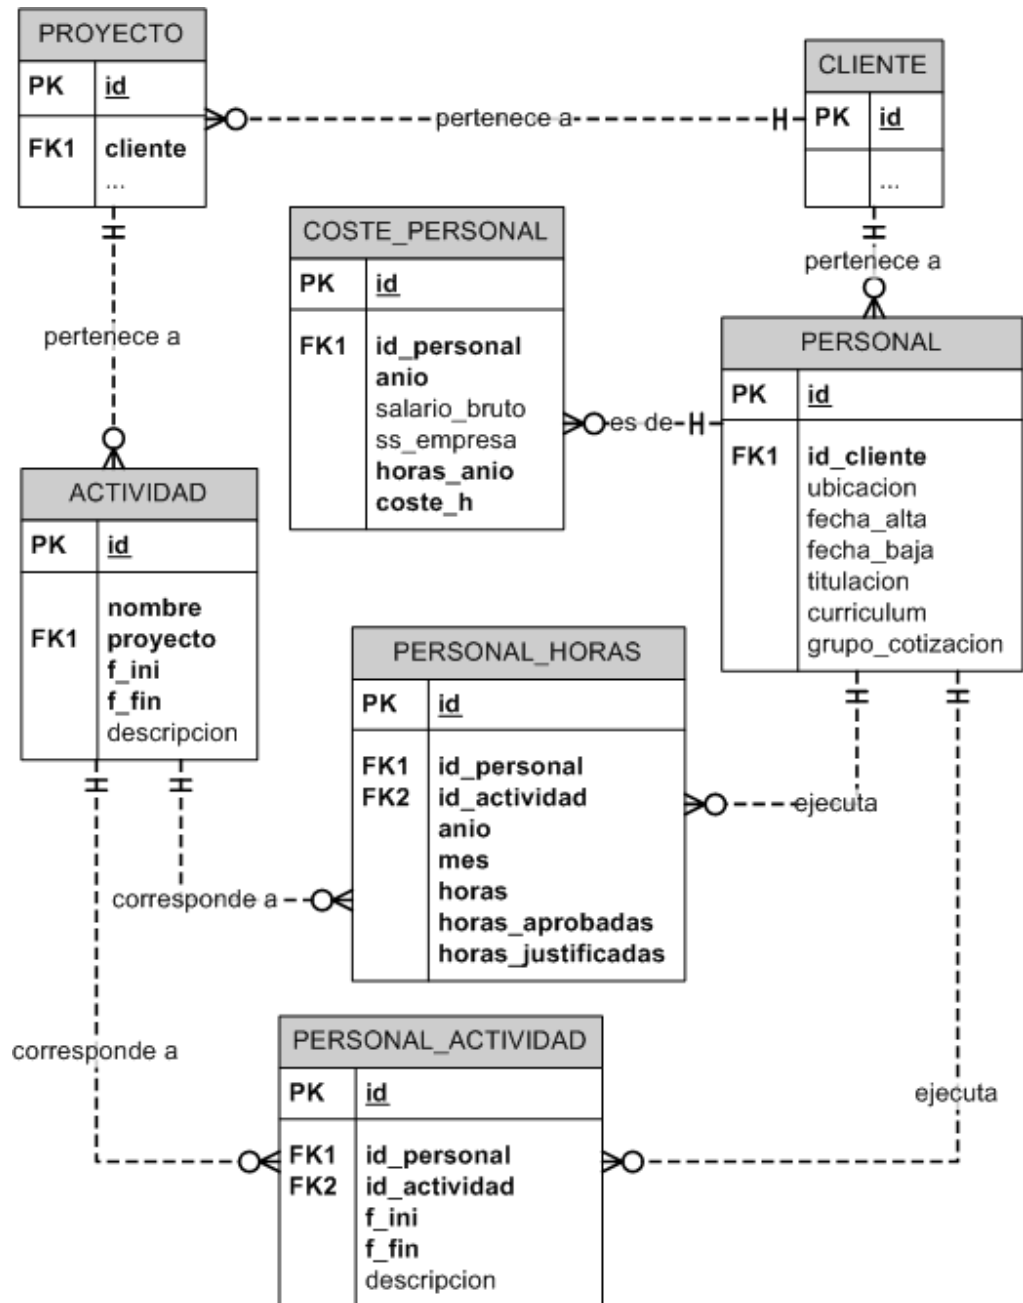 PROYECTO
PK id
FK1 cliente
...
pertenece a
CLIENTE
PK id
...
pertenece a
COSTE_PERSONAL
PK id
FK1 id_personal
anio
salario_bruto
ss_empresa
horas_anio
coste_h
es de
PERSONAL
PK id
FK1 id_cliente
ubicacion
fecha_alta
fecha_baja
titulacion
curriculum
grupo_cotizacion
pertenece a
ACTIVIDAD
PK id
nombre
FK1 proyecto
f_ini
f_fin
descripcion
PERSONAL_HORAS
PK id
FK1 id_personal
FK2 id_actividad
anio
mes
horas
horas_aprobadas
horas_justificadas
ejecuta
corresponde a
PERSONAL_ACTIVIDAD
PK id
FK1 id_personal
FK2 id_actividad
f_ini
f_fin
descripcion
corresponde a
ejecuta